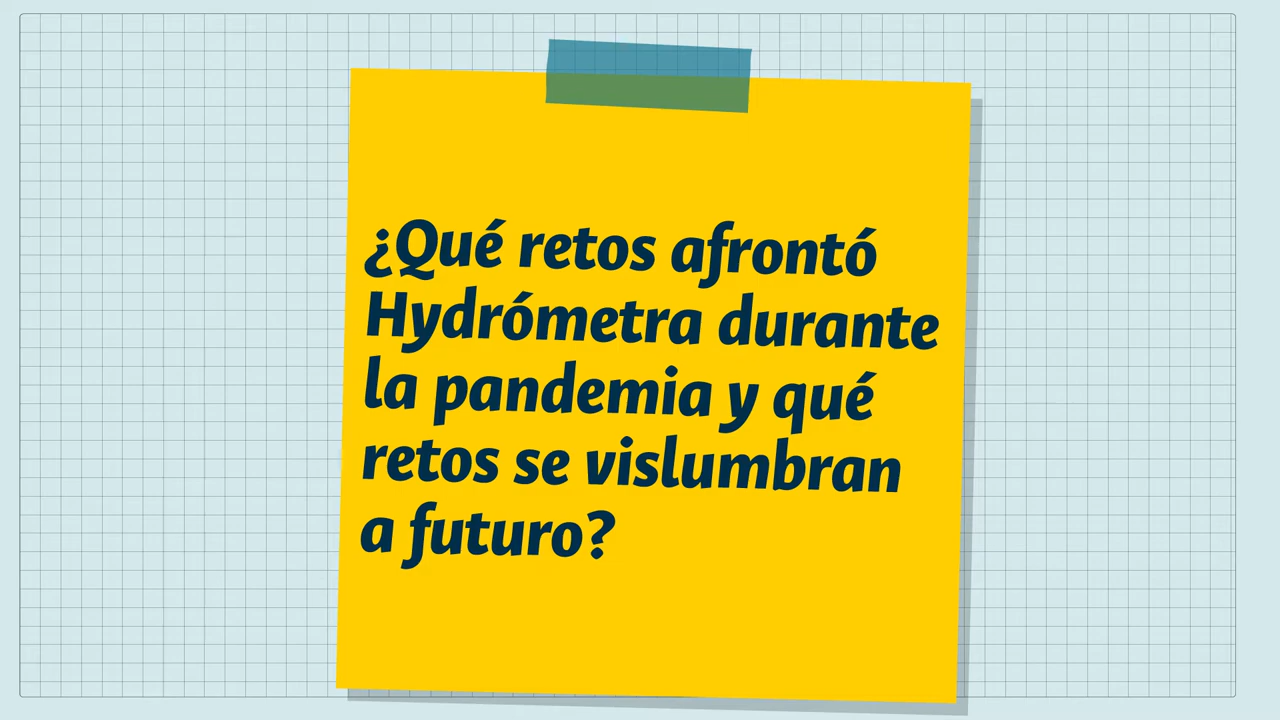 ¿Qué retos afrontó
Hydrómetra durante
la pandemia y qué
retos se vislumbran
a futuro?